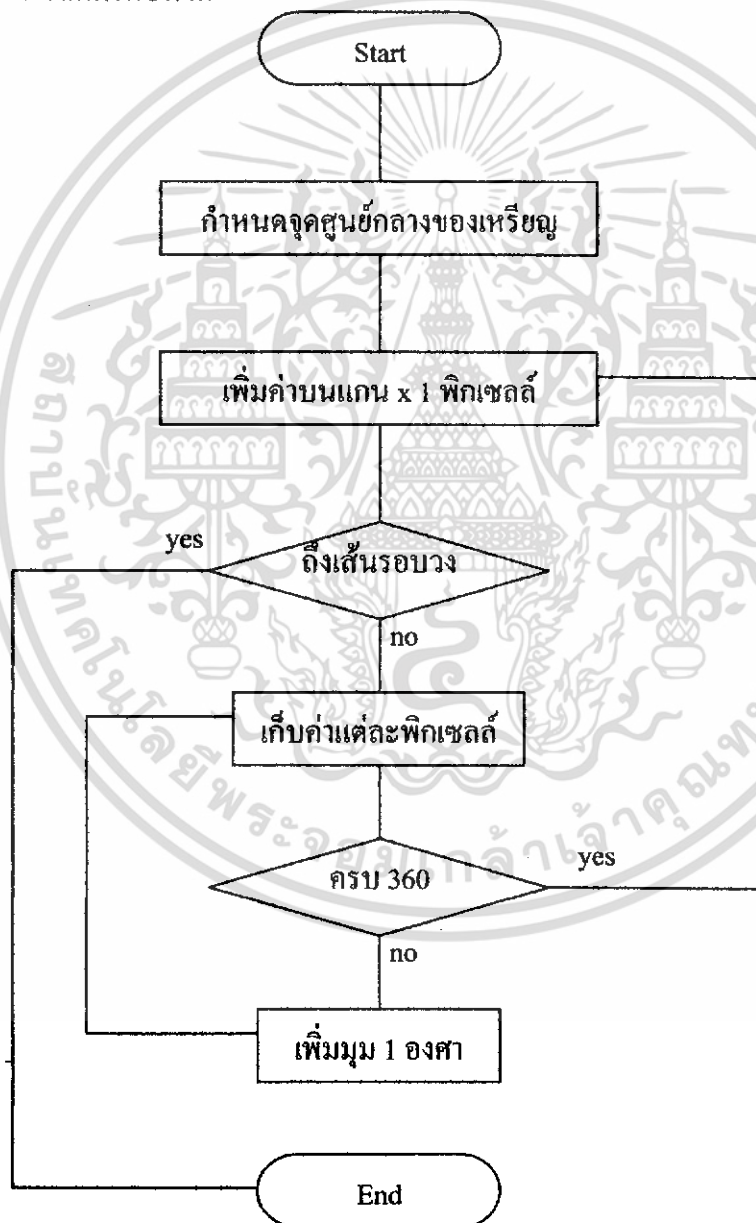 Start
กำหนดจุดศูนย์กลางของเหรียญ
เพิ่มค่าบนแกน x 1 พิกเซลล์
yes
ถึงเส้นรอบวง
no
เก็บค่าแต่ละพิกเซลล์
ครบ 360
yes
no
เพิ่มมุม 1 องศา
End